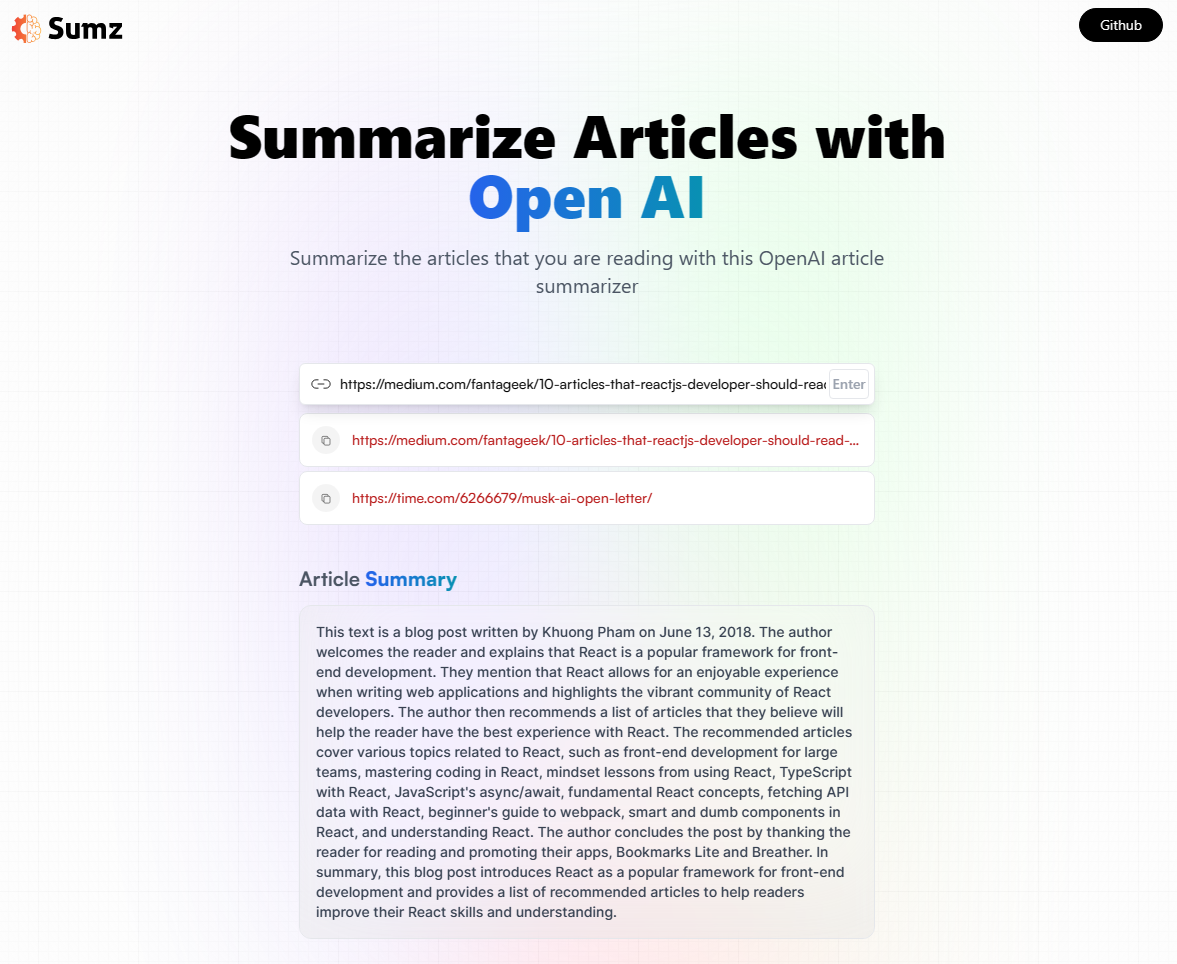 Sumz
Github
Summarize Articles with
Open AI
Summarize the articles that you are reading with this OpenAI article
summarizer
https://medium.com/fantageek/10-articles-that-reactjs-developer-should-read
Enter
https://medium.com/fantageek/10-articles-that-reactjs-developer-should-read-...
https://time.com/6266679/musk-ai-open-letter/
Article Summary
This text is a blog post written by Khuong Pham on June 13, 2018. The author
welcomes the reader and explains that React is a popular framework for front-
end development. They mention that React allows for an enjoyable experience
when writing web applications and highlights the vibrant community of React
developers. The author then recommends a list of articles that they believe will
help the reader have the best experience with React. The recommended articles
cover various topics related to React, such as front-end development for large
teams, mastering coding in React, mindset lessons from using React, TypeScript
with React, JavaScript's async/await, fundamental React concepts, fetching API
data with React, beginner's guide to webpack, smart and dumb components in
React, and understanding React. The author concludes the post by thanking the
reader for reading and promoting their apps, Bookmarks Lite and Breather. In
summary, this blog post introduces React as a popular framework for front-end
development and provides a list of recommended articles to help readers
improve their React skills and understanding.